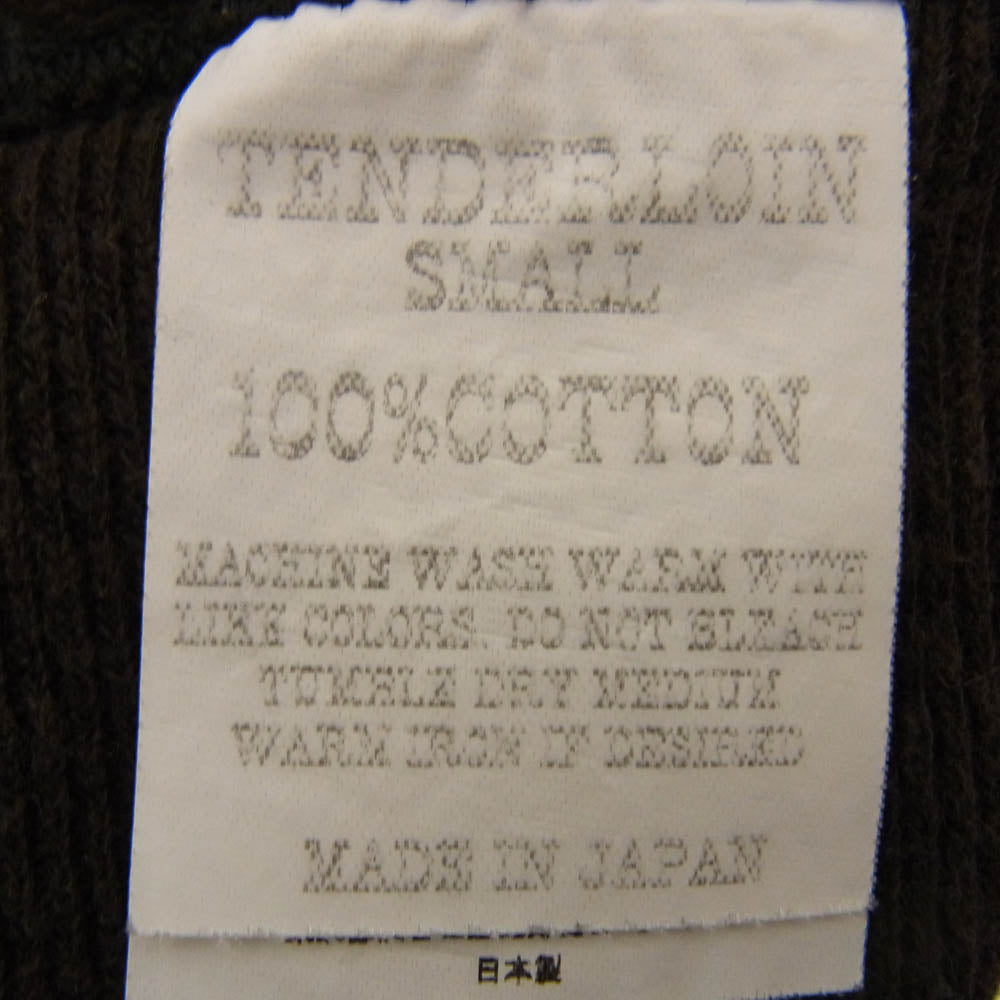 TENDERLOIN
SMALL
100%COTTON
MACHINE WASH WARM WITH
LIKE COLORS. DO NOT BLEACH
TUMBLE DRY MEDIUM
WARM IRON IF DESIRED
MADE IN JAPAN
日本製